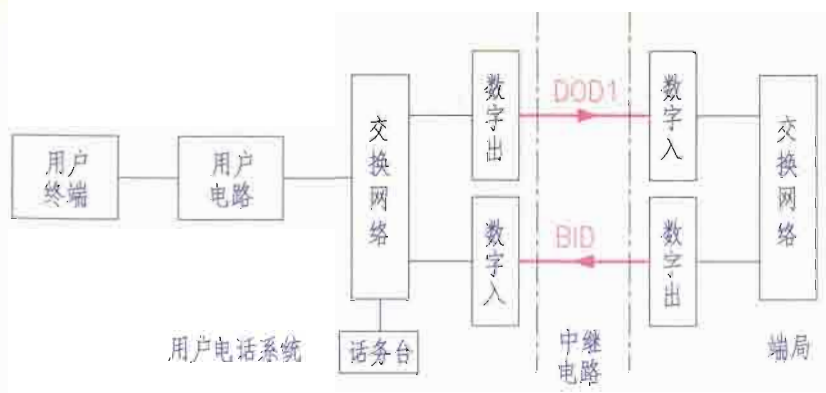 用户
终端
用户
电路
交
换
网
络
数
字
出
DOD1
数
字
入
交
换
网
络
数
字
入
BID
数
字
出
用户电话系统
话务台
中继
电路
端局